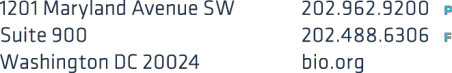 1201 Maryland Avenue SW 202.962.9200 P
Suite 900 202.488.6306 F
Washington DC 20024 bio.org